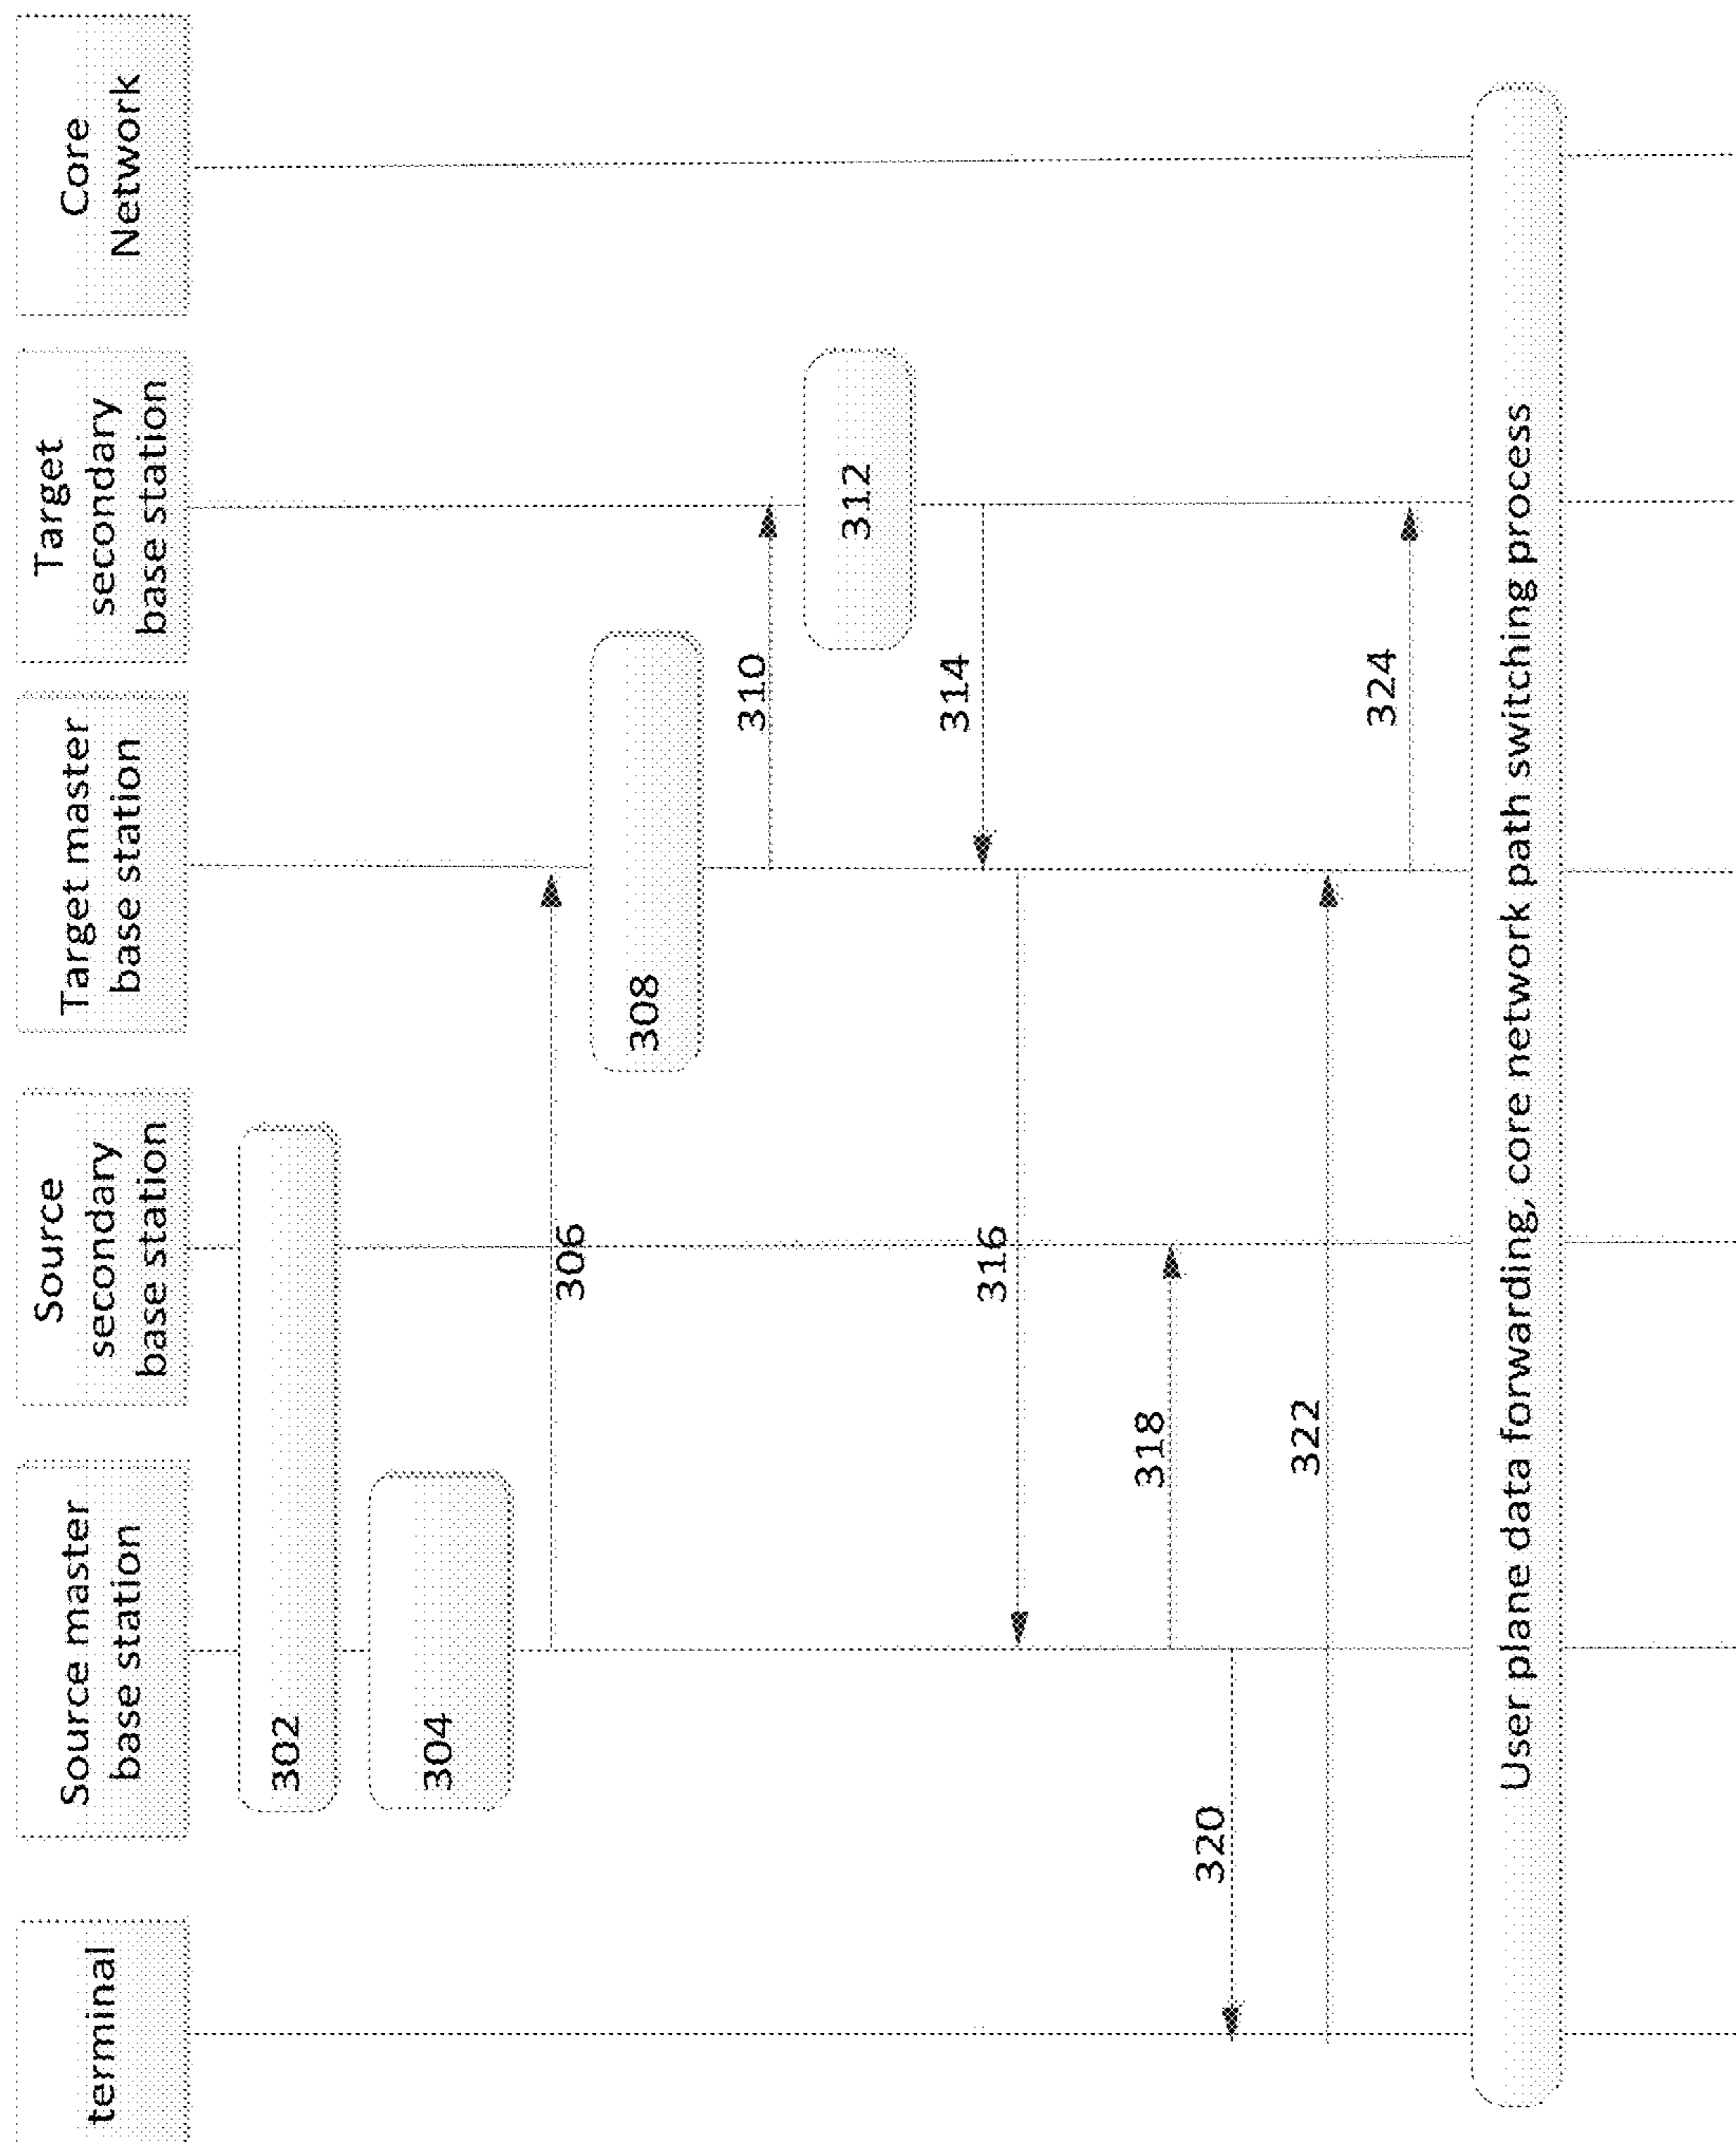 terminal
Source master
base station
Source
secondary
base station
Target master
base station
Target
secondary
base station
Core
Network
302
304
306
308
310
312
314
316
318
320
322
324
User plane data forwarding, core network path switching process